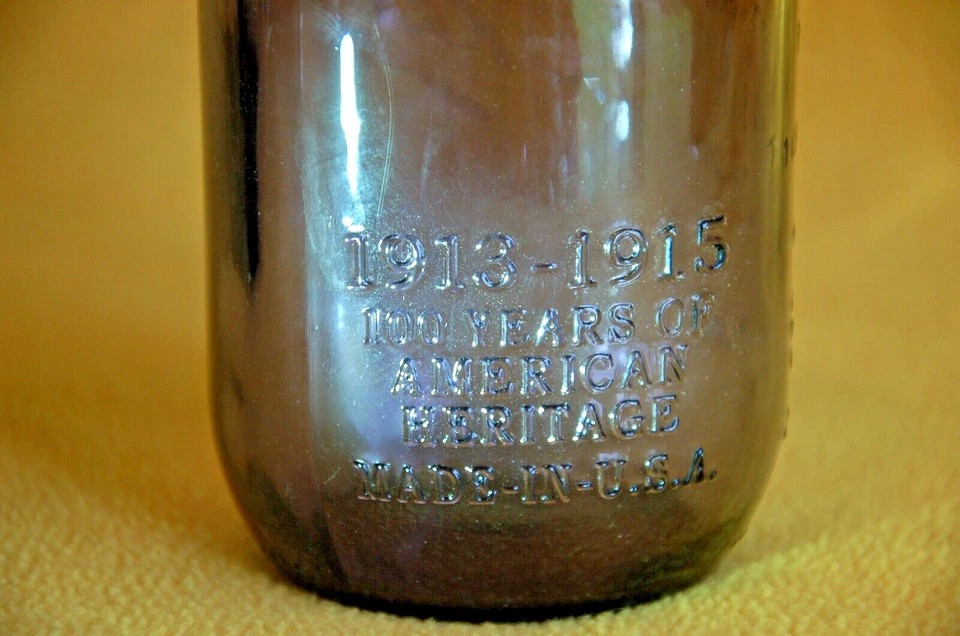 1913-1915
100 YEARS OF
AMERICAN
HERITAGE
MADE-IN-U.S.A.